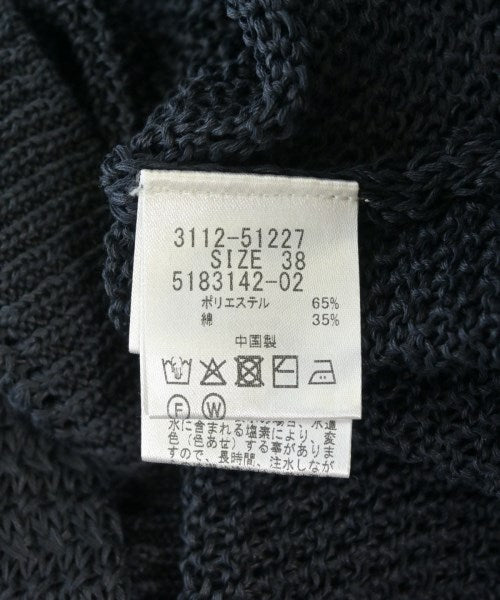 3112-51227
SIZE 38
5183142-02
ポリエステル 65%
綿 35%
中国製
F W
水に含まれる塩素により、変
色（色あせ）する事がありま
すので、長時間、注水しなが